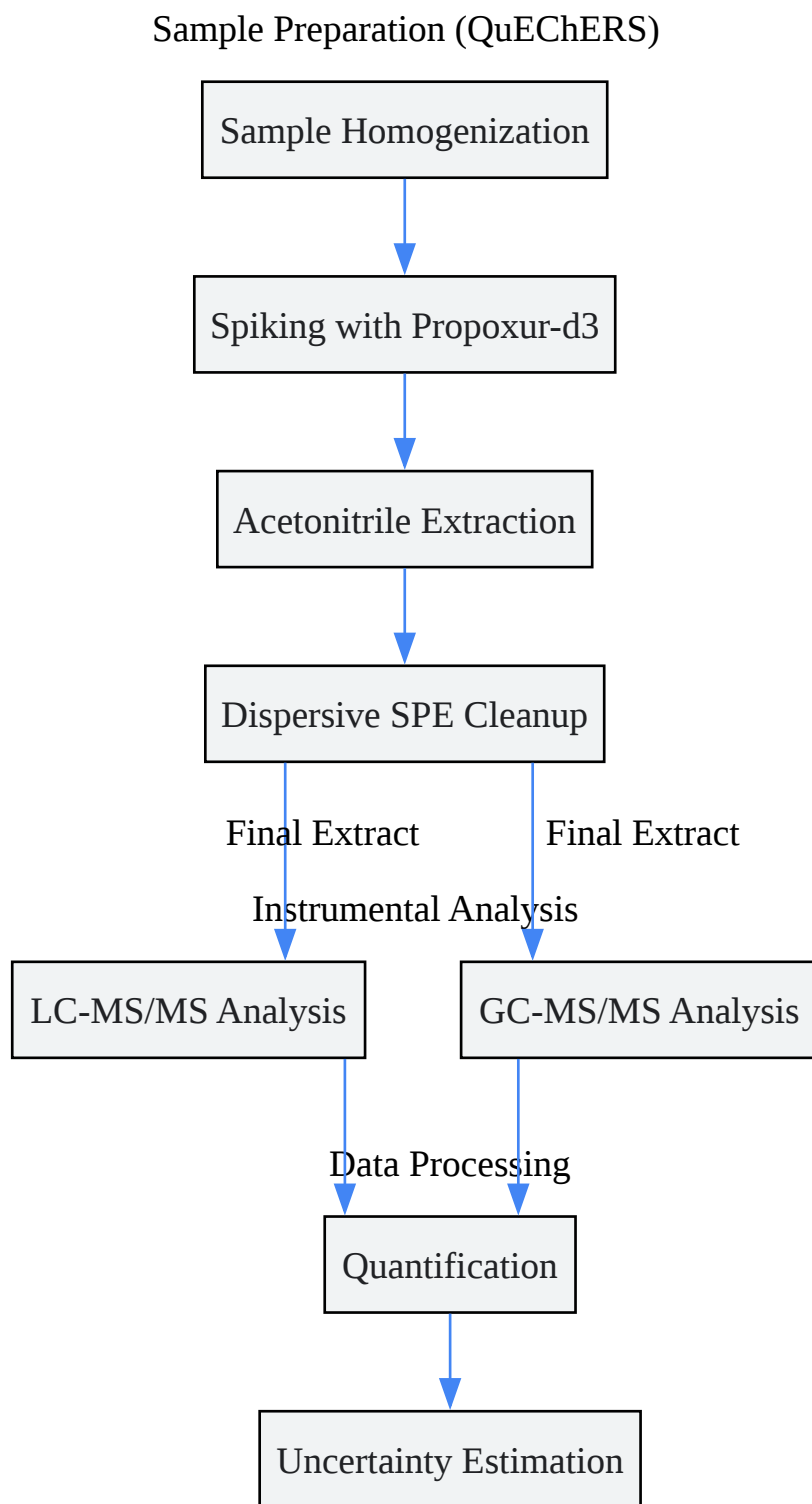 Sample Preparation (QuEChERS)
Sample Homogenization
Spiking with Propoxur-d3
Acetonitrile Extraction
Dispersive SPE Cleanup
Final Extract
Final Extract
Instrumental Analysis
LC-MS/MS Analysis
GC-MS/MS Analysis
Data Processing
Quantification
Uncertainty Estimation